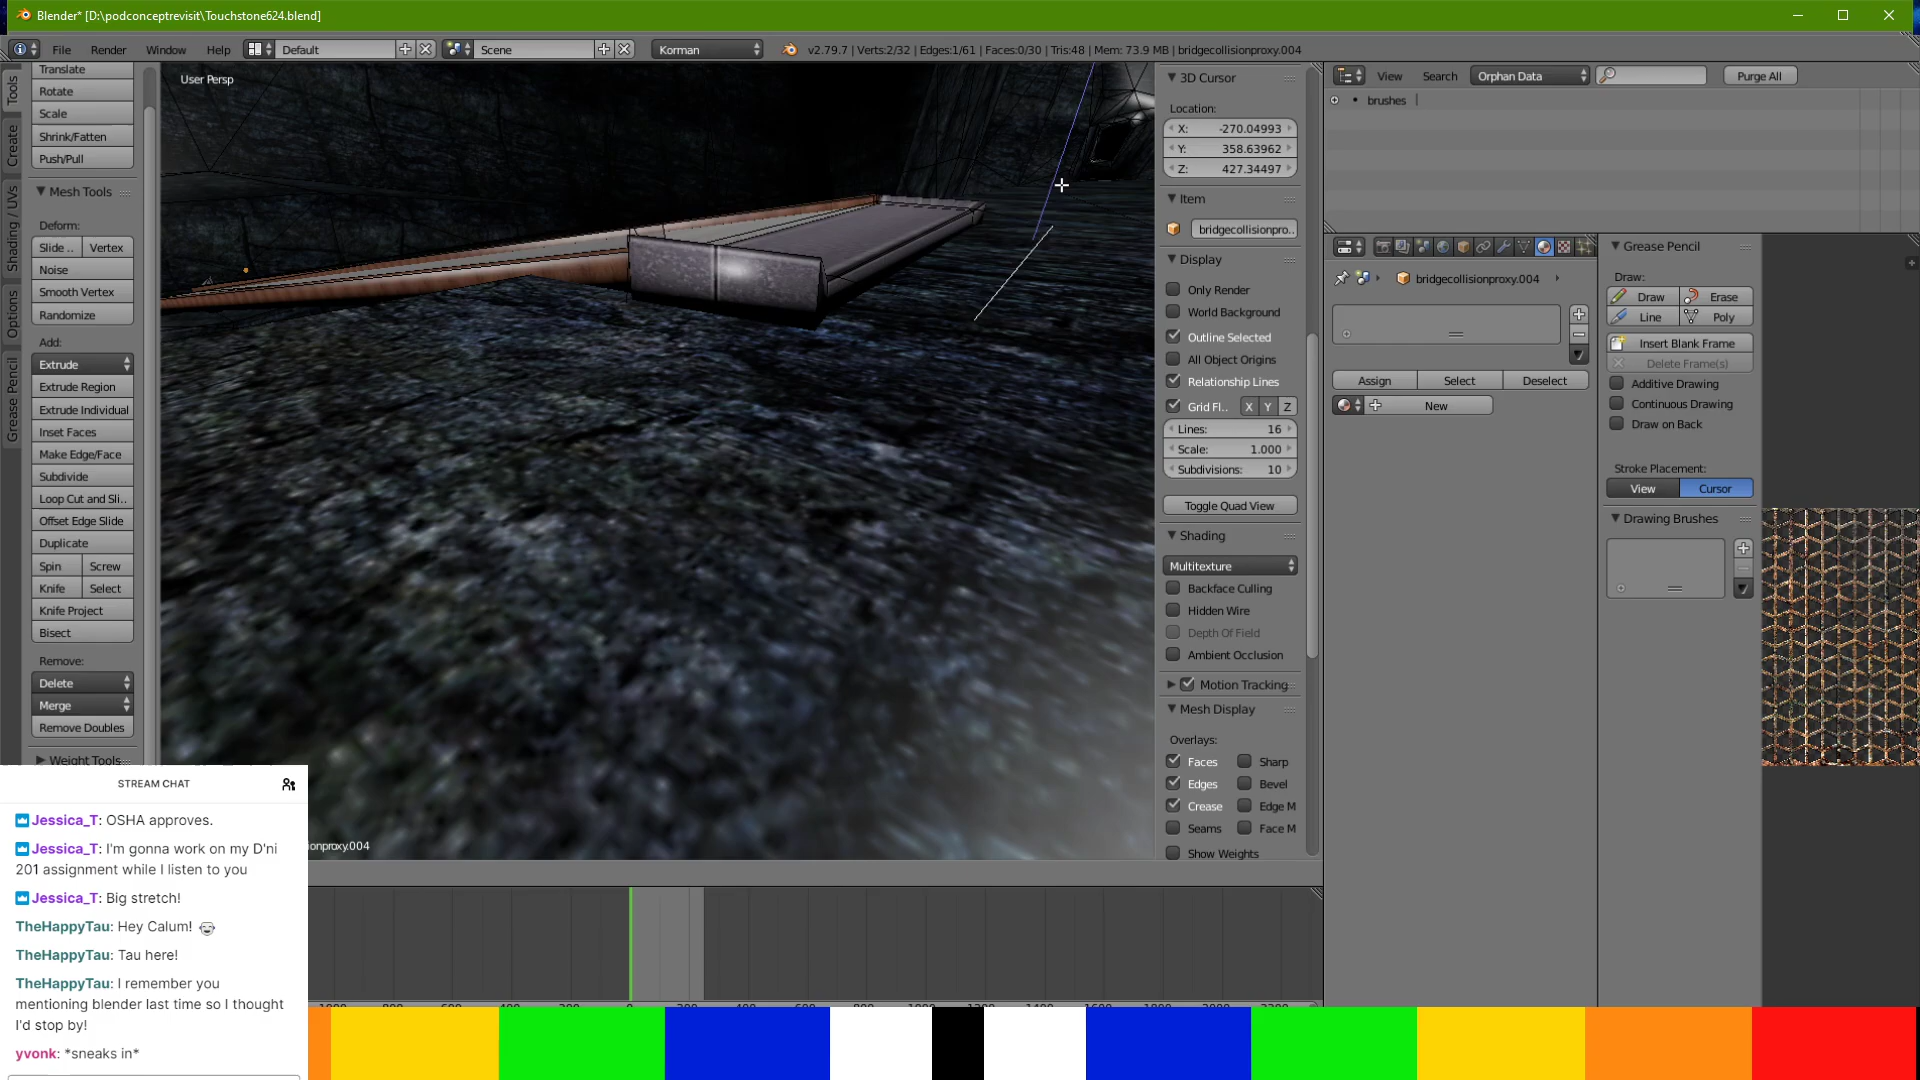 Blender* [D:\podconceptrevisit\Touchstone624.blend]
File Render Window Help Default Scene Korman v2.79.7 | Verts:2/32 | Edges:1/61 | Faces:0/30 | Tris:48 | Mem: 73.9 MB | bridgecollisionproxy.004
Tools
Create
Shading / UVs
Options
Grease Pencil
Translate
Rotate
Scale
Shrink/Fatten
Push/Pull
Mesh Tools
Deform:
Slide .. Vertex
Noise
Smooth Vertex
Randomize
Add:
Extrude
Extrude Region
Extrude Individual
Inset Faces
Make Edge/Face
Subdivide
Loop Cut and Sli..
Offset Edge Slide
Duplicate
Spin Screw
Knife Select
Knife Project
Bisect
Remove:
Delete
Merge
Remove Doubles
Weight Tools
User Persp
ionproxy.004
3D Cursor
Location:
X: -270.04993
Y: 358.63962
Z: 427.34497
Item
bridgecollisionpro..
Display
Only Render
World Background
Outline Selected
All Object Origins
Relationship Lines
Grid Fl.. X Y Z
Lines: 16
Scale: 1.000
Subdivisions: 10
Toggle Quad View
Shading
Multitexture
Backface Culling
Hidden Wire
Depth Of Field
Ambient Occlusion
Motion Tracking
Mesh Display
Overlays:
Faces Sharp
Edges Bevel
Crease Edge M
Seams Face M
Show Weights
View Search Orphan Data Purge All
brushes
bridgecollisionproxy.004
Assign Select Deselect
New
Grease Pencil
Draw:
Draw Erase
Line Poly
Insert Blank Frame
Delete Frame(s)
Additive Drawing
Continuous Drawing
Draw on Back
Stroke Placement:
View Cursor
Drawing Brushes
STREAM CHAT
Jessica_T: OSHA approves.
Jessica_T: I'm gonna work on my D'ni
201 assignment while I listen to you
Jessica_T: Big stretch!
TheHappyTau: Hey Calum!
TheHappyTau: Tau here!
TheHappyTau: I remember you
mentioning blender last time so I thought
I'd stop by!
yvonk: *sneaks in*